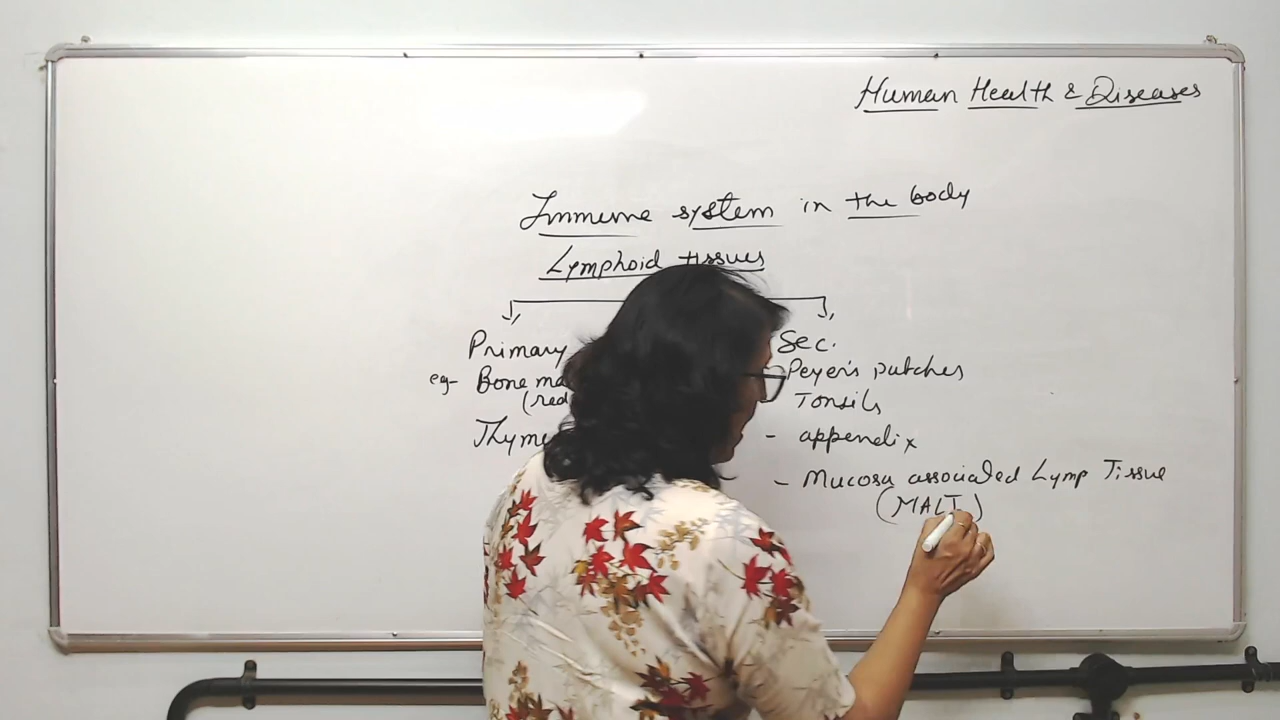 Human Health & Diseases
Immune system in the body
Lymphoid tissues
Primary
Sec.
eg- Bone ma
(red
Thymu
Peyer's patches
Tonsils
- appendix
- Mucosa associated Lymp Tissue
(MALT)